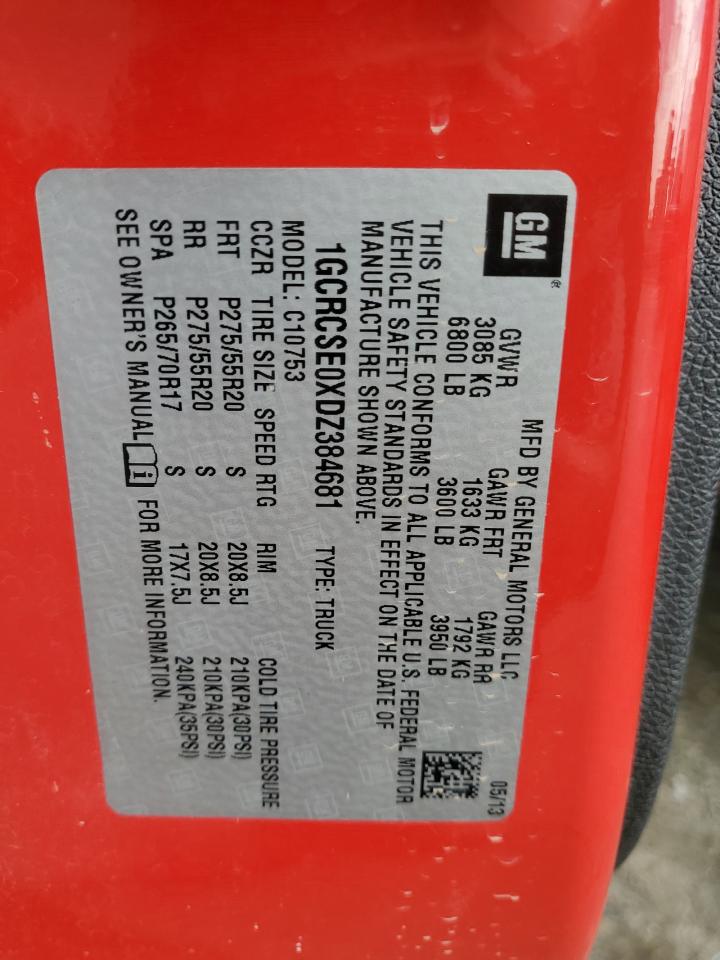 GM®
MFD BY GENERAL MOTORS LLC 05/13
GVWR GAWR FRT GAWR RR
3085 KG 1633 KG 1792 KG
6800 LB 3600 LB 3950 LB
THIS VEHICLE CONFORMS TO ALL APPLICABLE U.S. FEDERAL MOTOR
VEHICLE SAFETY STANDARDS IN EFFECT ON THE DATE OF
MANUFACTURE SHOWN ABOVE.
1GCRCSE0XDZ384681 TYPE: TRUCK
MODEL: C10753
CCZR TIRE SIZE SPEED RTG RIM COLD TIRE PRESSURE
FRT P275/55R20 S 20X8.5J 210KPA(30PSI)
RR P275/55R20 S 20X8.5J 210KPA(30PSI)
SPA P265/70R17 S 17X7.5J 240KPA(35PSI)
SEE OWNER'S MANUAL i FOR MORE INFORMATION.